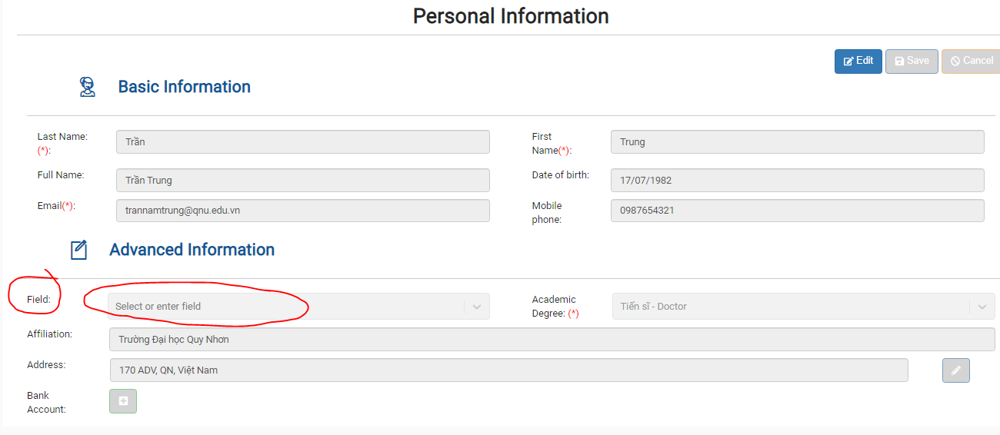 Personal Information
Edit Save Cancel
Basic Information
Last Name: (*): Trần First Name(*): Trung
Full Name: Trần Trung Date of birth: 17/07/1982
Email(*): trannamtrung@qnu.edu.vn Mobile phone: 0987654321
Advanced Information
Field: Select or enter field Academic Degree: (*) Tiến sĩ - Doctor
Affiliation: Trường Đại học Quy Nhơn
Address: 170 ADV, QN, Việt Nam
Bank Account: